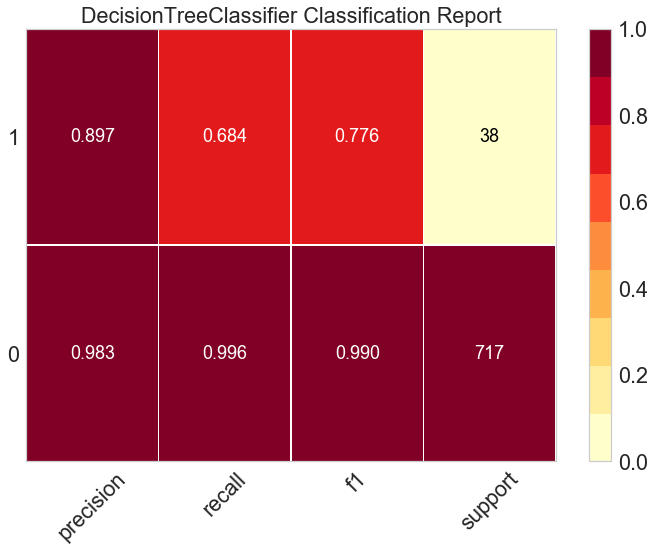 DecisionTreeClassifier Classification Report
1 0.897 0.684 0.776 38
0 0.983 0.996 0.990 717
precision recall f1 support
1.0
0.8
0.6
0.4
0.2
0.0